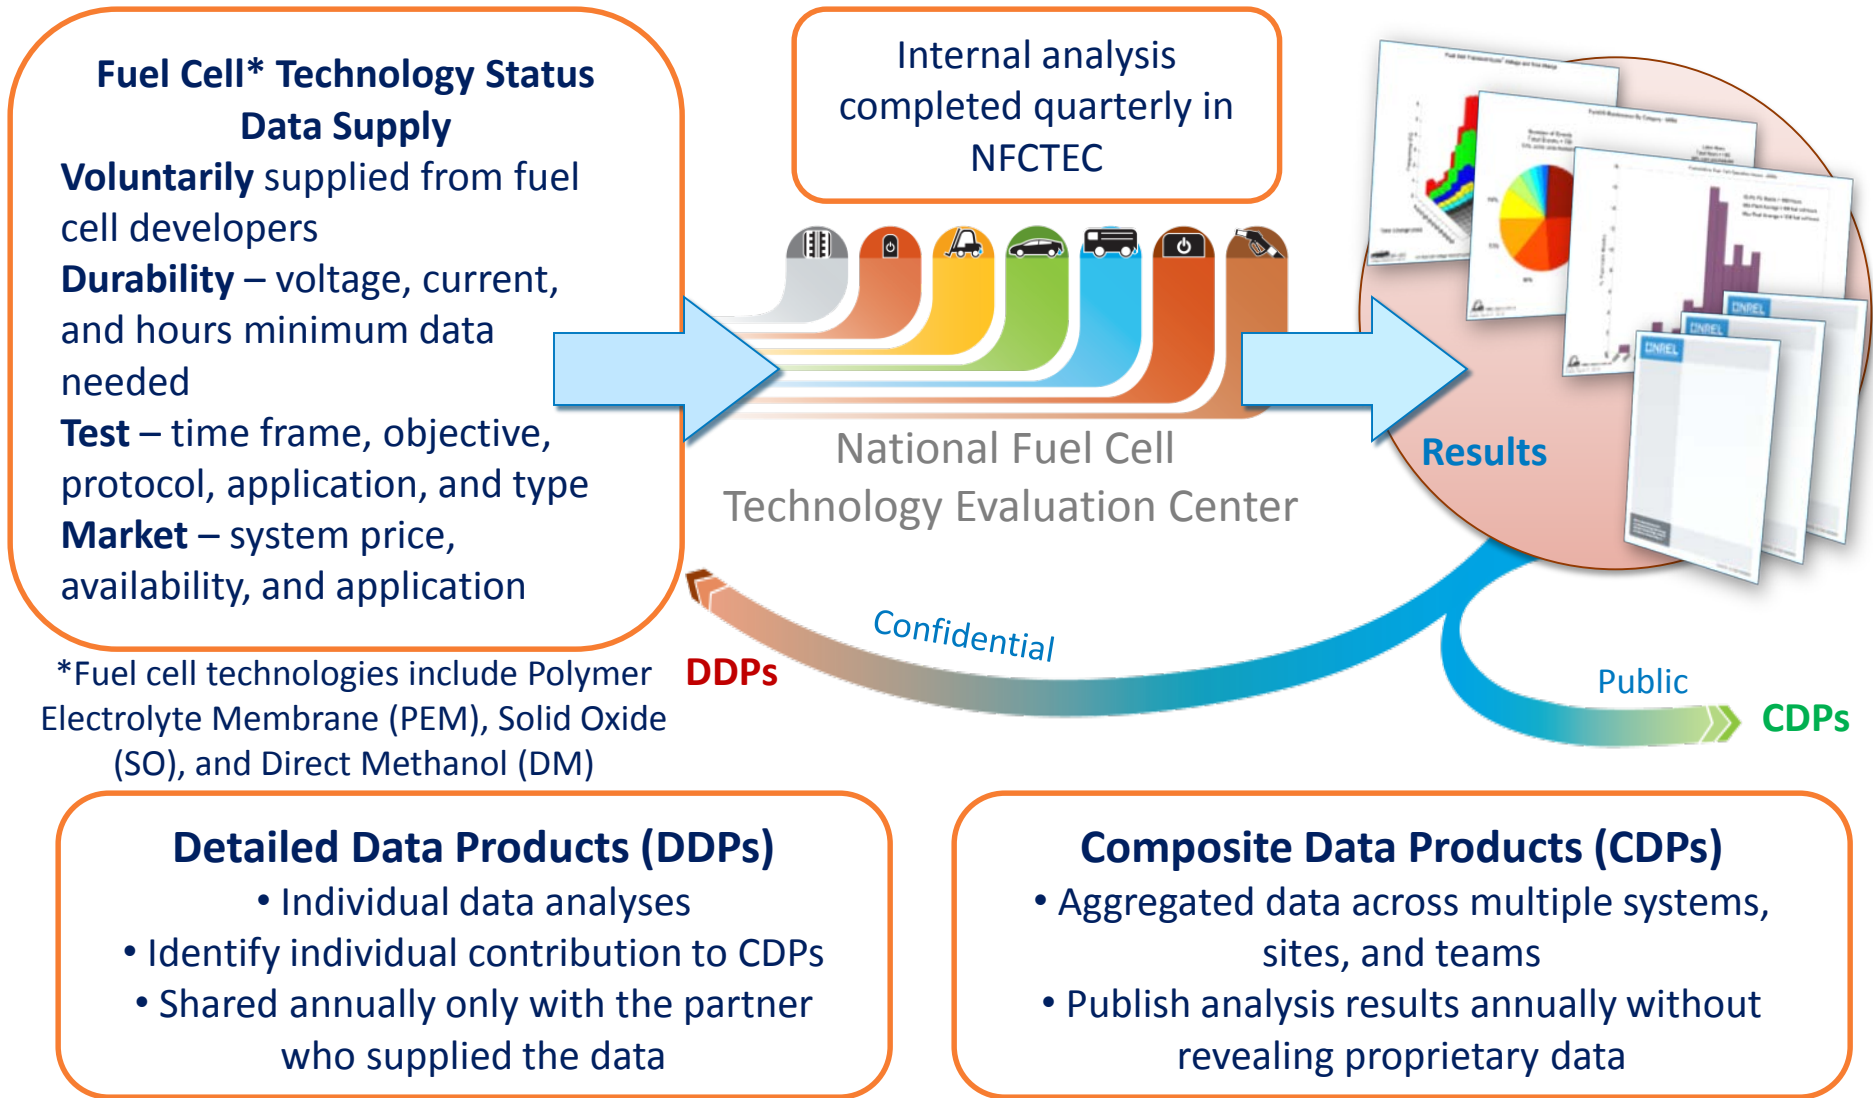 Fuel Cell* Technology Status
Data Supply
Voluntarily supplied from fuel
cell developers
Durability – voltage, current,
and hours minimum data
needed
Test – time frame, objective,
protocol, application, and type
Market – system price,
availability, and application
Internal analysis
completed quarterly in
NFCTEC
National Fuel Cell
Technology Evaluation Center
Results
NREL
NREL
NREL
Confidential
DDPs
Public
CDPs
*Fuel cell technologies include Polymer
Electrolyte Membrane (PEM), Solid Oxide
(SO), and Direct Methanol (DM)
Detailed Data Products (DDPs)
• Individual data analyses
• Identify individual contribution to CDPs
• Shared annually only with the partner
who supplied the data
Composite Data Products (CDPs)
• Aggregated data across multiple systems,
sites, and teams
• Publish analysis results annually without
revealing proprietary data